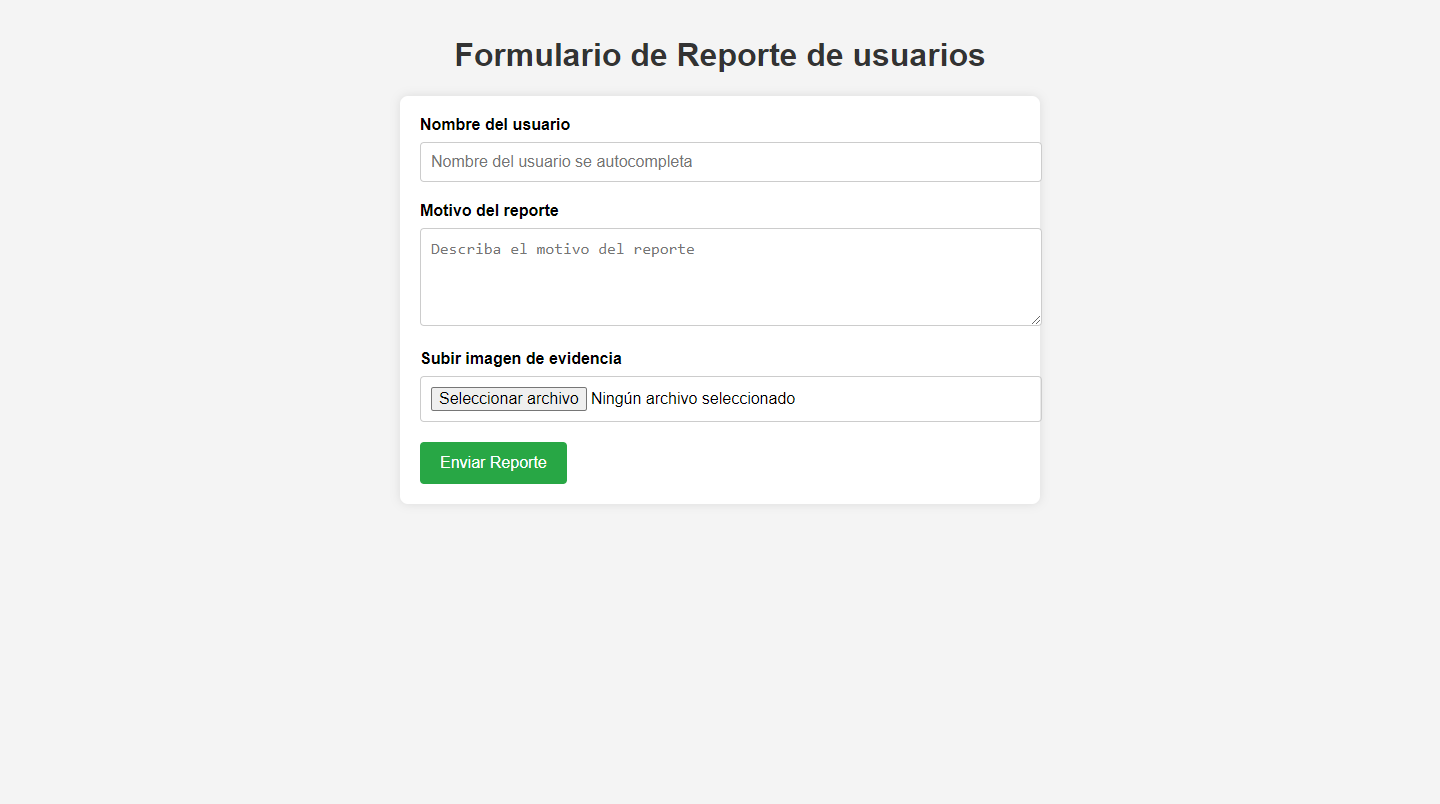 Formulario de Reporte de usuarios
Nombre del usuario
Nombre del usuario se autocompleta
Motivo del reporte
Describa el motivo del reporte
Subir imagen de evidencia
Seleccionar archivo Ningún archivo seleccionado
Enviar Reporte